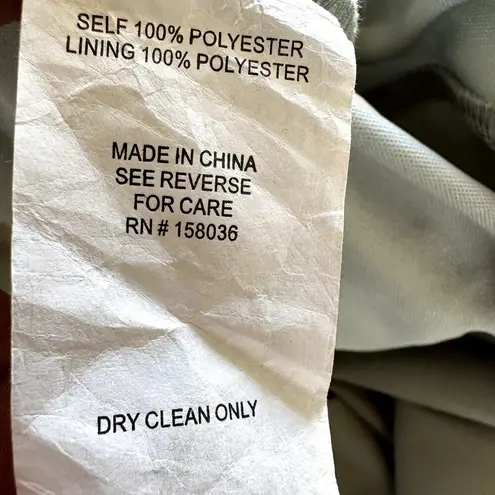 SELF 100% POLYESTER
LINING 100% POLYESTER
MADE IN CHINA
SEE REVERSE
FOR CARE
RN # 158036
DRY CLEAN ONLY